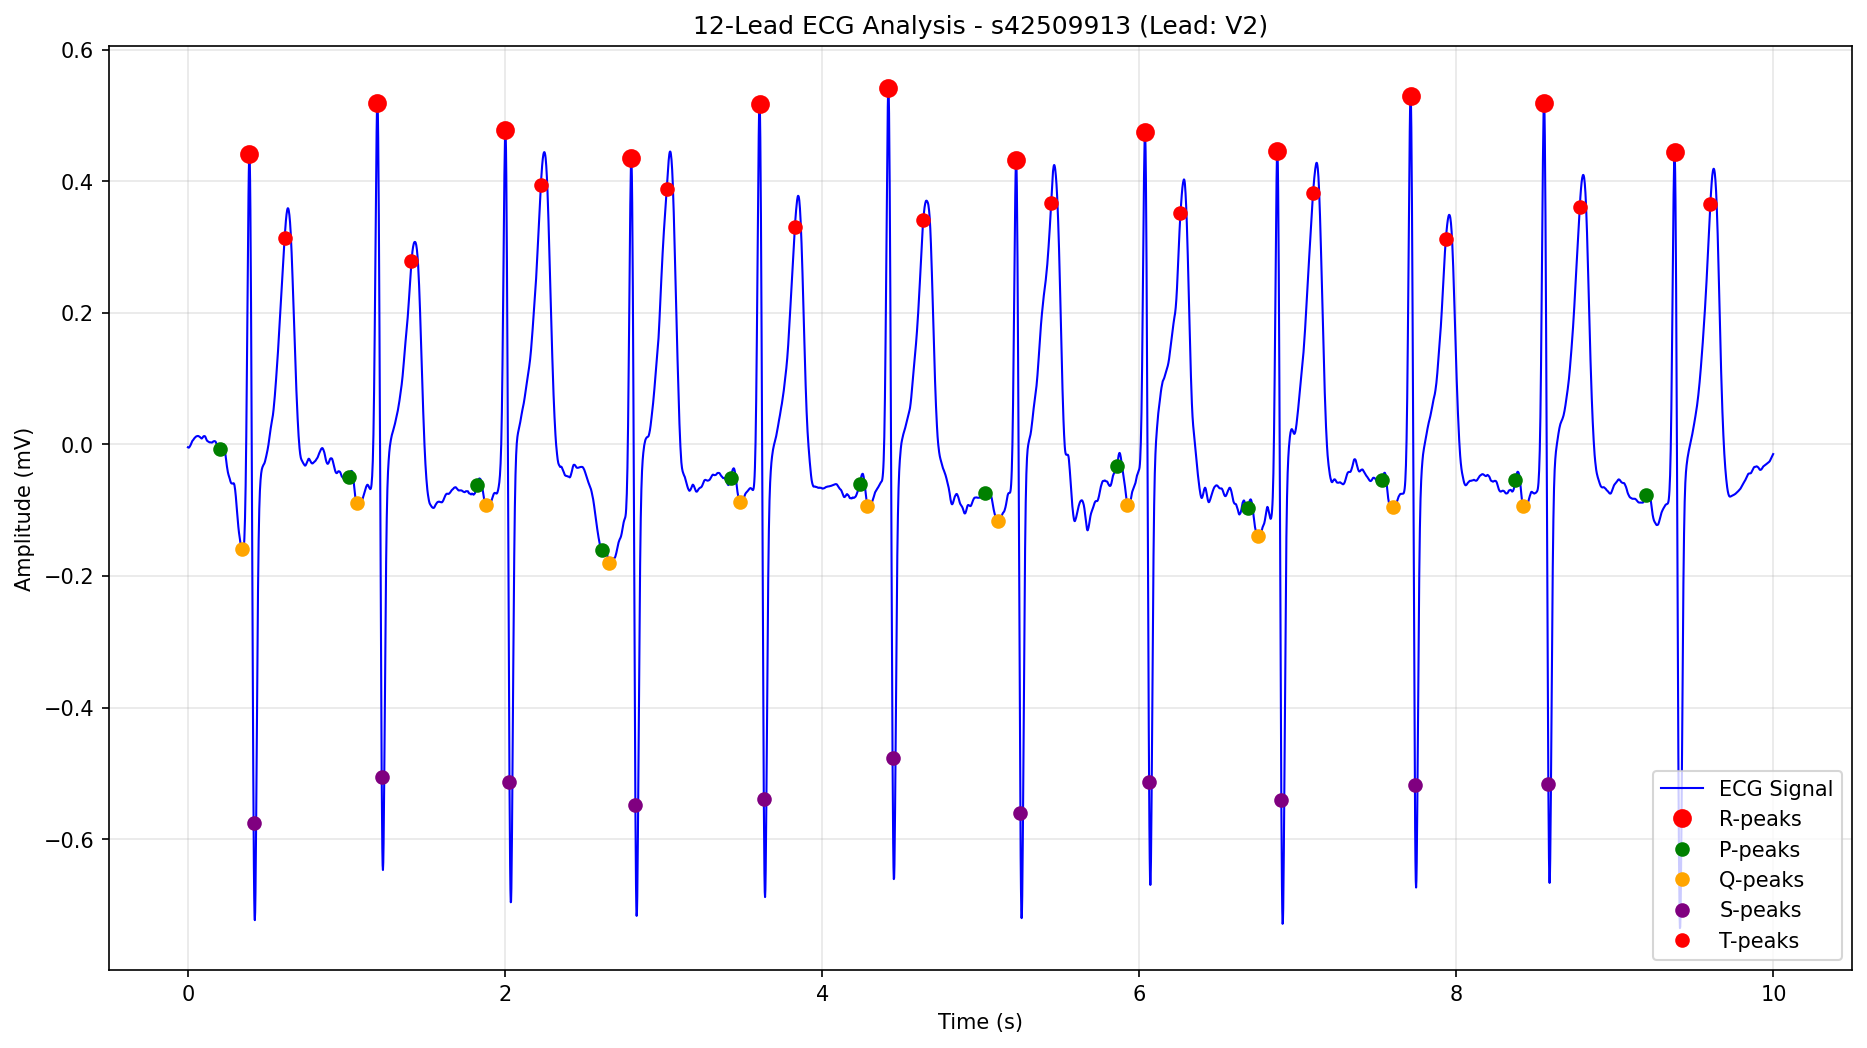 12-Lead ECG Analysis - s42509913 (Lead: V2)
0.6
0.4
0.2
0.0
−0.2
−0.4
−0.6
Amplitude (mV)
0 2 4 6 8 10
Time (s)
ECG Signal
R-peaks
P-peaks
Q-peaks
S-peaks
T-peaks